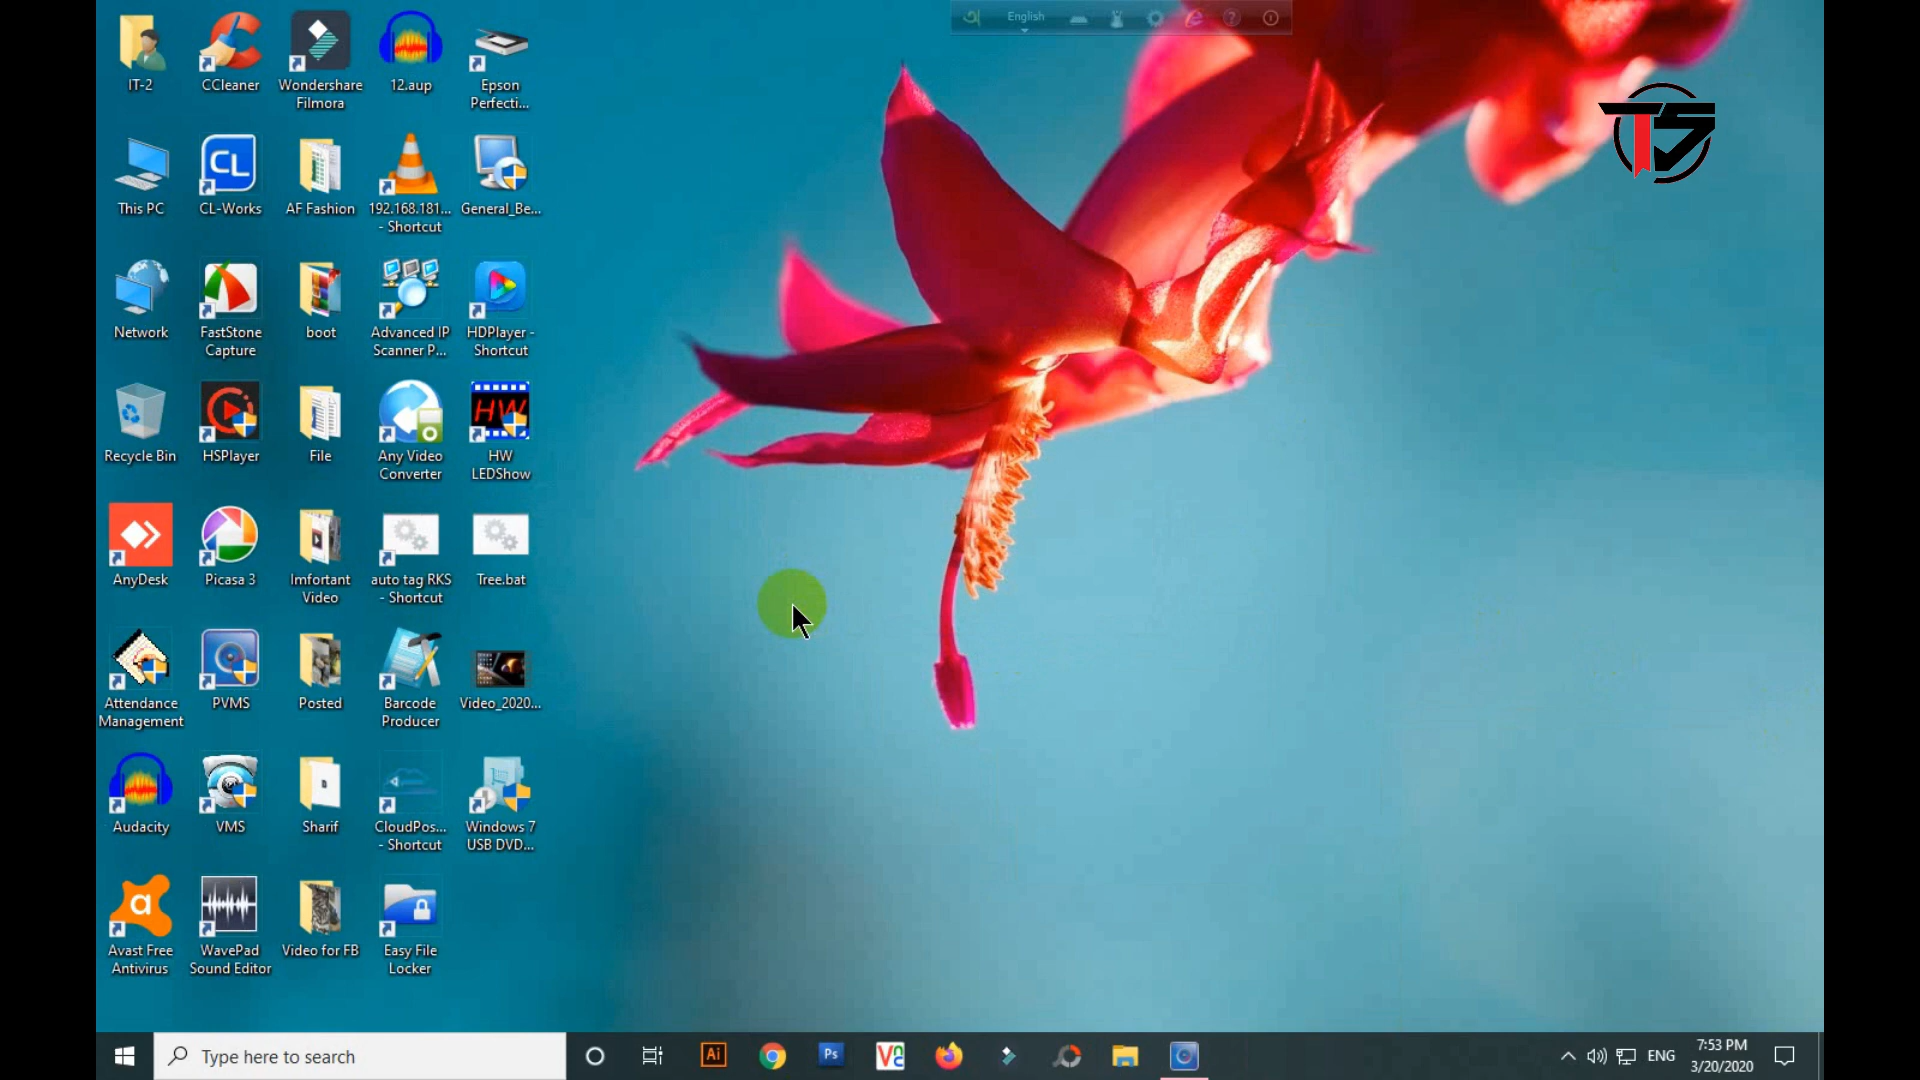 English
IT-2
CCleaner
Wondershare
Filmora
12.aup
Epson
Perfecti...
This PC
CL
CL-Works
AF Fashion
192.168.181...
- Shortcut
General_Be...
Network
FastStone
Capture
boot
Advanced IP
Scanner P...
HDPlayer -
Shortcut
Recycle Bin
HSPlayer
File
Any Video
Converter
HW
HW
LEDShow
AnyDesk
Picasa 3
Imfortant
Video
auto tag RKS
- Shortcut
Tree.bat
Attendance
Management
PVMS
Posted
Barcode
Producer
Video_2020...
Audacity
VMS
Sharif
CloudPos...
- Shortcut
Windows 7
USB DVD...
a
Avast Free
Antivirus
WavePad
Sound Editor
Video for FB
Easy File
Locker
Type here to search
Ai
Ps
ENG
7:53 PM
3/20/2020